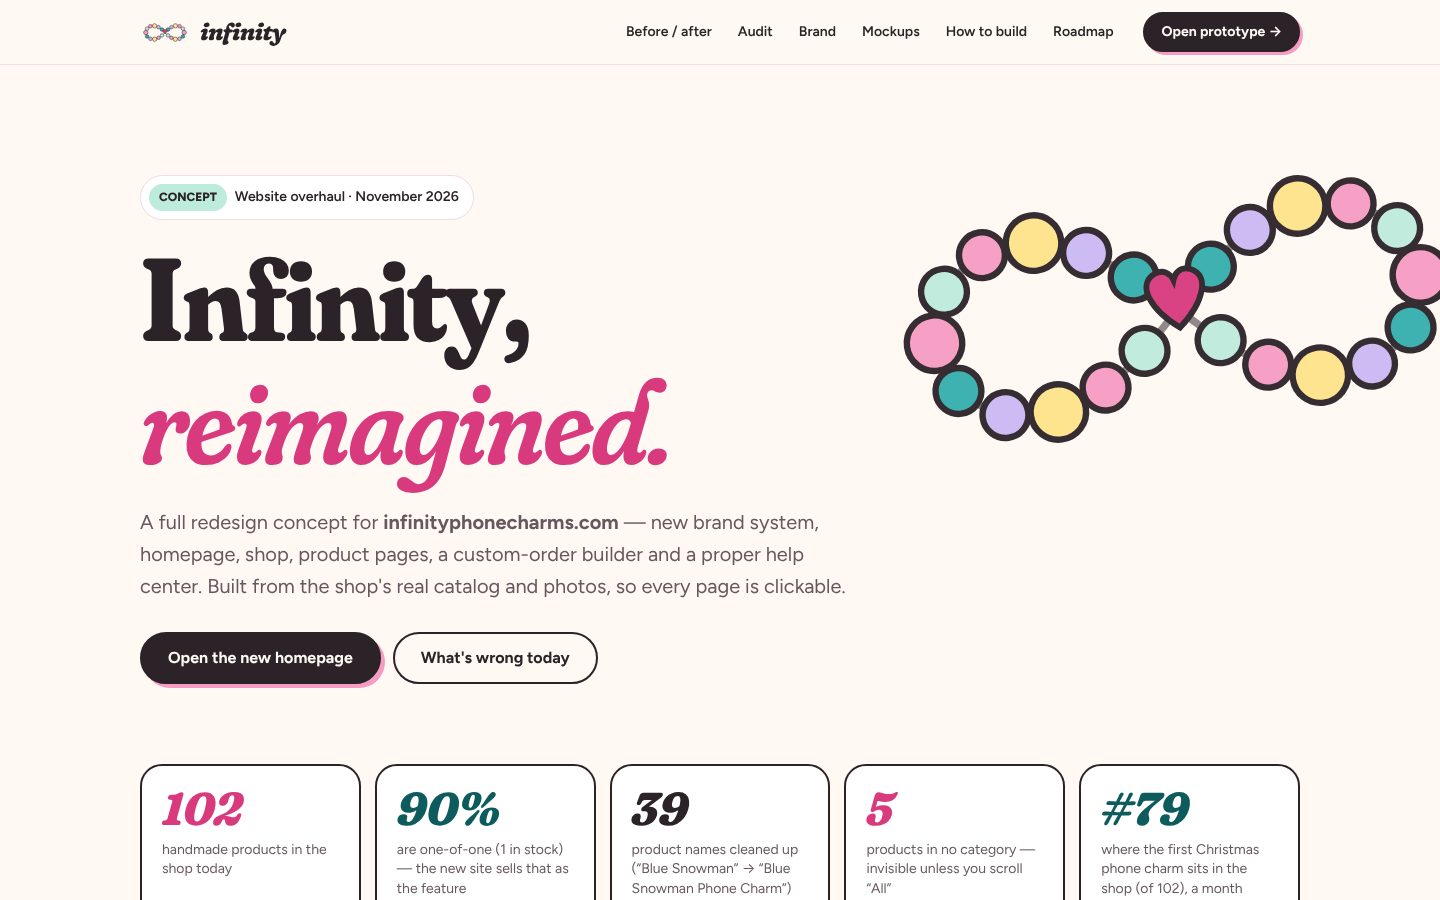 infinity
Before / after
Audit
Brand
Mockups
How to build
Roadmap
Open prototype →
CONCEPT Website overhaul · November 2026
Infinity,
reimagined.
A full redesign concept for infinityphonecharms.com — new brand system,
homepage, shop, product pages, a custom-order builder and a proper help
center. Built from the shop's real catalog and photos, so every page is clickable.
Open the new homepage
What's wrong today
102
handmade products in the
shop today
90%
are one-of-one (1 in stock)
— the new site sells that as
the feature
39
product names cleaned up
(“Blue Snowman” → “Blue
Snowman Phone Charm”)
5
products in no category —
invisible unless you scroll
“All”
#79
where the first Christmas
phone charm sits in the
shop (of 102), a month